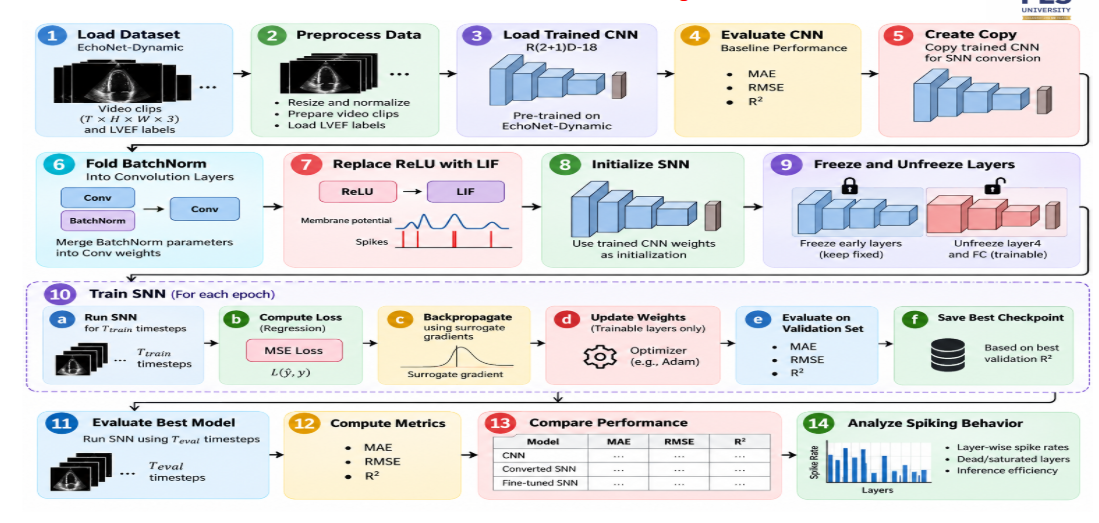 UNIVERSITY
1 Load Dataset
EchoNet-Dynamic
...
Video clips
(T × H × W × 3)
and LVEF labels
2 Preprocess Data
...
• Resize and normalize
• Prepare video clips
• Load LVEF labels
3 Load Trained CNN
R(2+1)D-18
Pre-trained on
EchoNet-Dynamic
4 Evaluate CNN
Baseline Performance
• MAE
• RMSE
• R²
5 Create Copy
Copy trained CNN
for SNN conversion
6 Fold BatchNorm
Into Convolution Layers
Conv
BatchNorm
Conv
Merge BatchNorm parameters
into Conv weights
7 Replace ReLU with LIF
ReLU
LIF
Membrane potential
Spikes
8 Initialize SNN
Use trained CNN weights
as initialization
9 Freeze and Unfreeze Layers
Freeze early layers
(keep fixed)
Unfreeze layer4
and FC (trainable)
10 Train SNN (For each epoch)
a Run SNN
for T_train timesteps
... T_train
timesteps
b Compute Loss
(Regression)
MSE Loss
L(ŷ, y)
c Backpropagate
using surrogate
gradients
Surrogate gradient
d Update Weights
(Trainable layers only)
Optimizer
(e.g., Adam)
e Evaluate on
Validation Set
• MAE
• RMSE
• R²
f Save Best Checkpoint
Based on best
validation R²
11 Evaluate Best Model
Run SNN using T_eval timesteps
... T_eval
timesteps
12 Compute Metrics
• MAE
• RMSE
• R²
13 Compare Performance
Model MAE RMSE R²
CNN ... ... ...
Converted SNN ... ... ...
Fine-tuned SNN ... ... ...
14 Analyze Spiking Behavior
Spike Rate
Layers
• Layer-wise spike rates
• Dead/saturated layers
• Inference efficiency